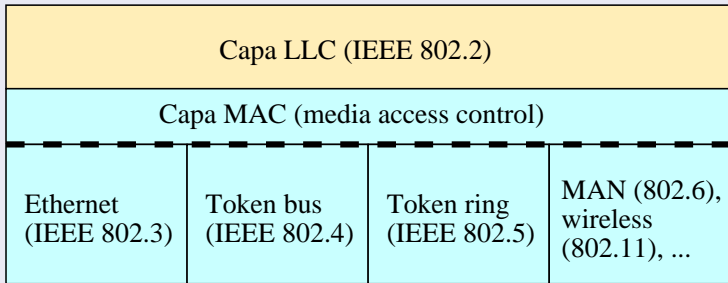 Capa LLC (IEEE 802.2)
Capa MAC (media access control)
Ethernet
(IEEE 802.3)
Token bus
(IEEE 802.4)
Token ring
(IEEE 802.5)
MAN (802.6),
wireless
(802.11), ...